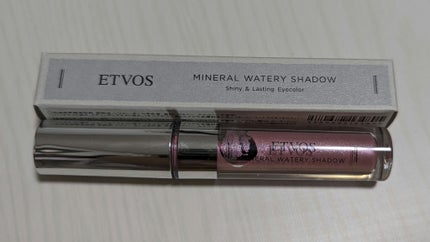 ETVOS
MINERAL WATERY SHADOW
Shiny & Lasting Eyecolor
ETVOS
MINERAL WATERY SHADOW